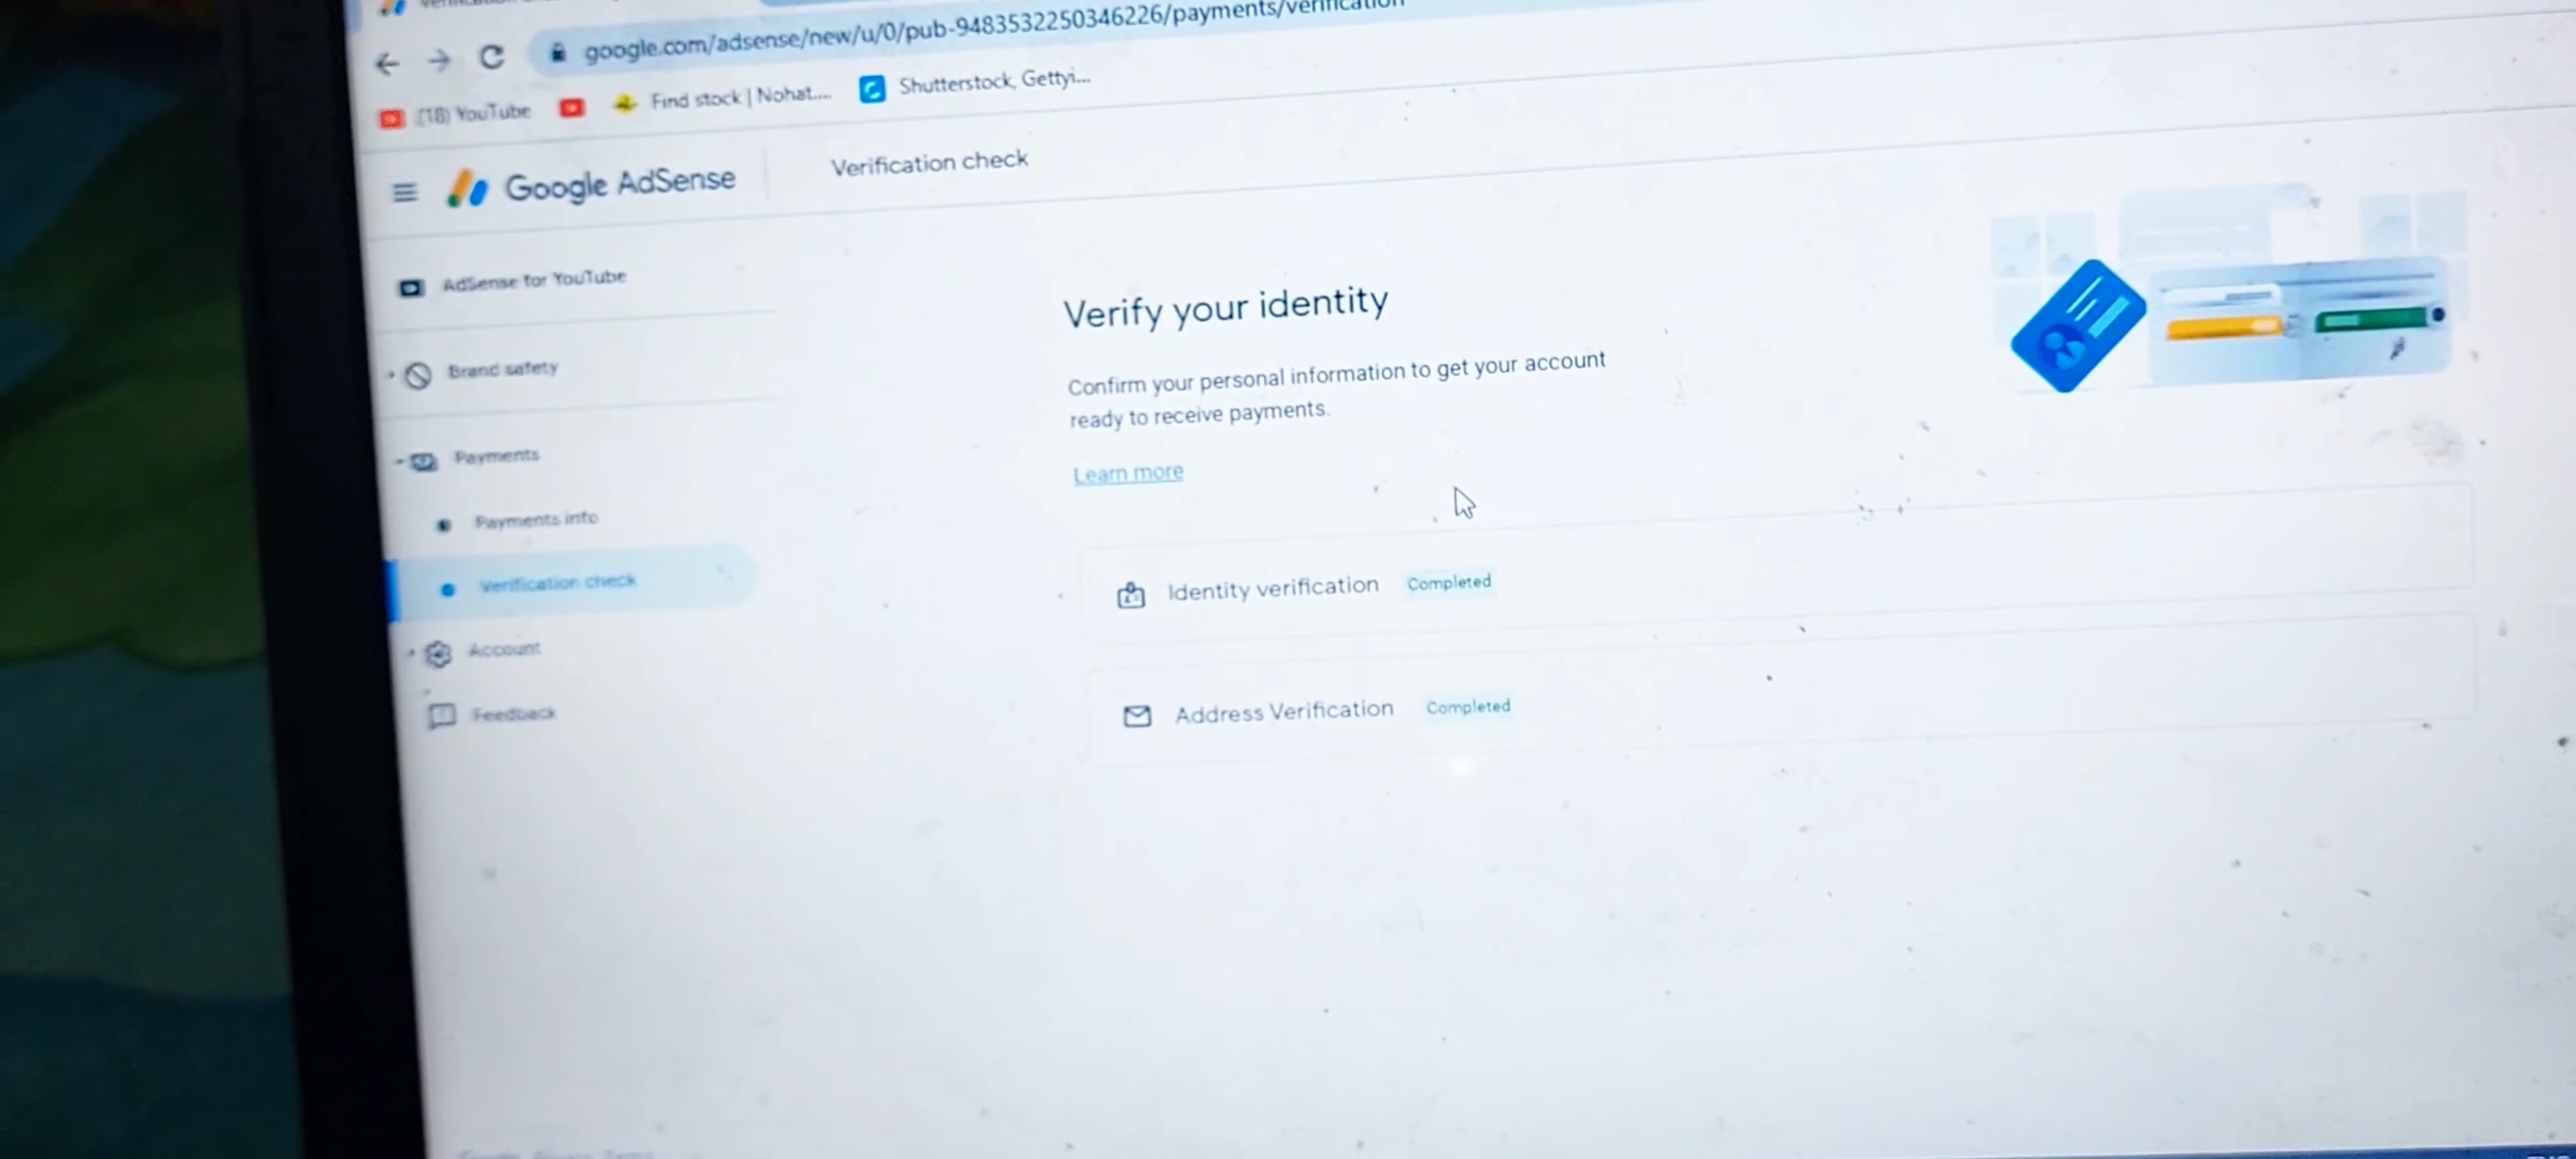 google.com/adsense/new/u/0/pub-9483532250346226/payments/verification
(18) YouTube
Find stock | Nohat....
Shutterstock, Gettyi...
Google AdSense
Verification check
AdSense for YouTube
Brand safety
Payments
Payments info
Verification check
Account
Feedback
Verify your identity
Confirm your personal information to get your account
ready to receive payments.
Learn more
Identity verification Completed
Address Verification Completed